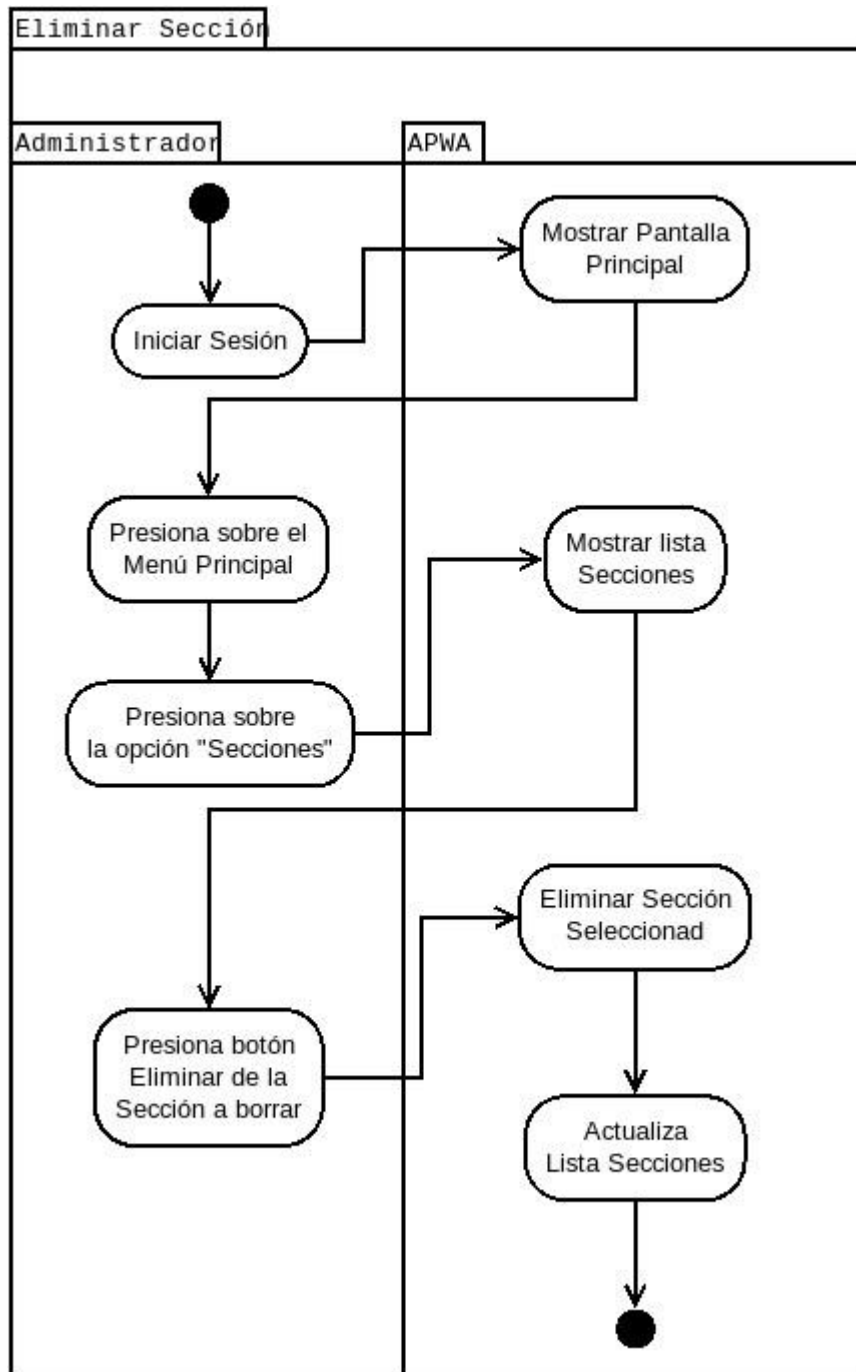 Eliminar Sección
Administrador
APWA
Mostrar Pantalla
Principal
Iniciar Sesión
Presiona sobre el
Menú Principal
Mostrar lista
Secciones
Presiona sobre
la opción "Secciones"
Eliminar Sección
Seleccionad
Presiona botón
Eliminar de la
Sección a borrar
Actualiza
Lista Secciones